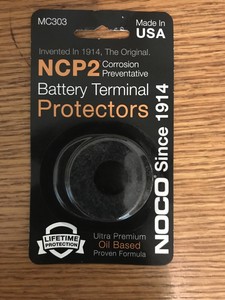 MC303
Made In
USA
Invented In 1914, The Original.
NCP2 Corrosion
Preventative
Battery Terminal
Protectors
NOCO Since 1914
LIFETIME
PROTECTION
Ultra Premium
Oil Based
Proven Formula